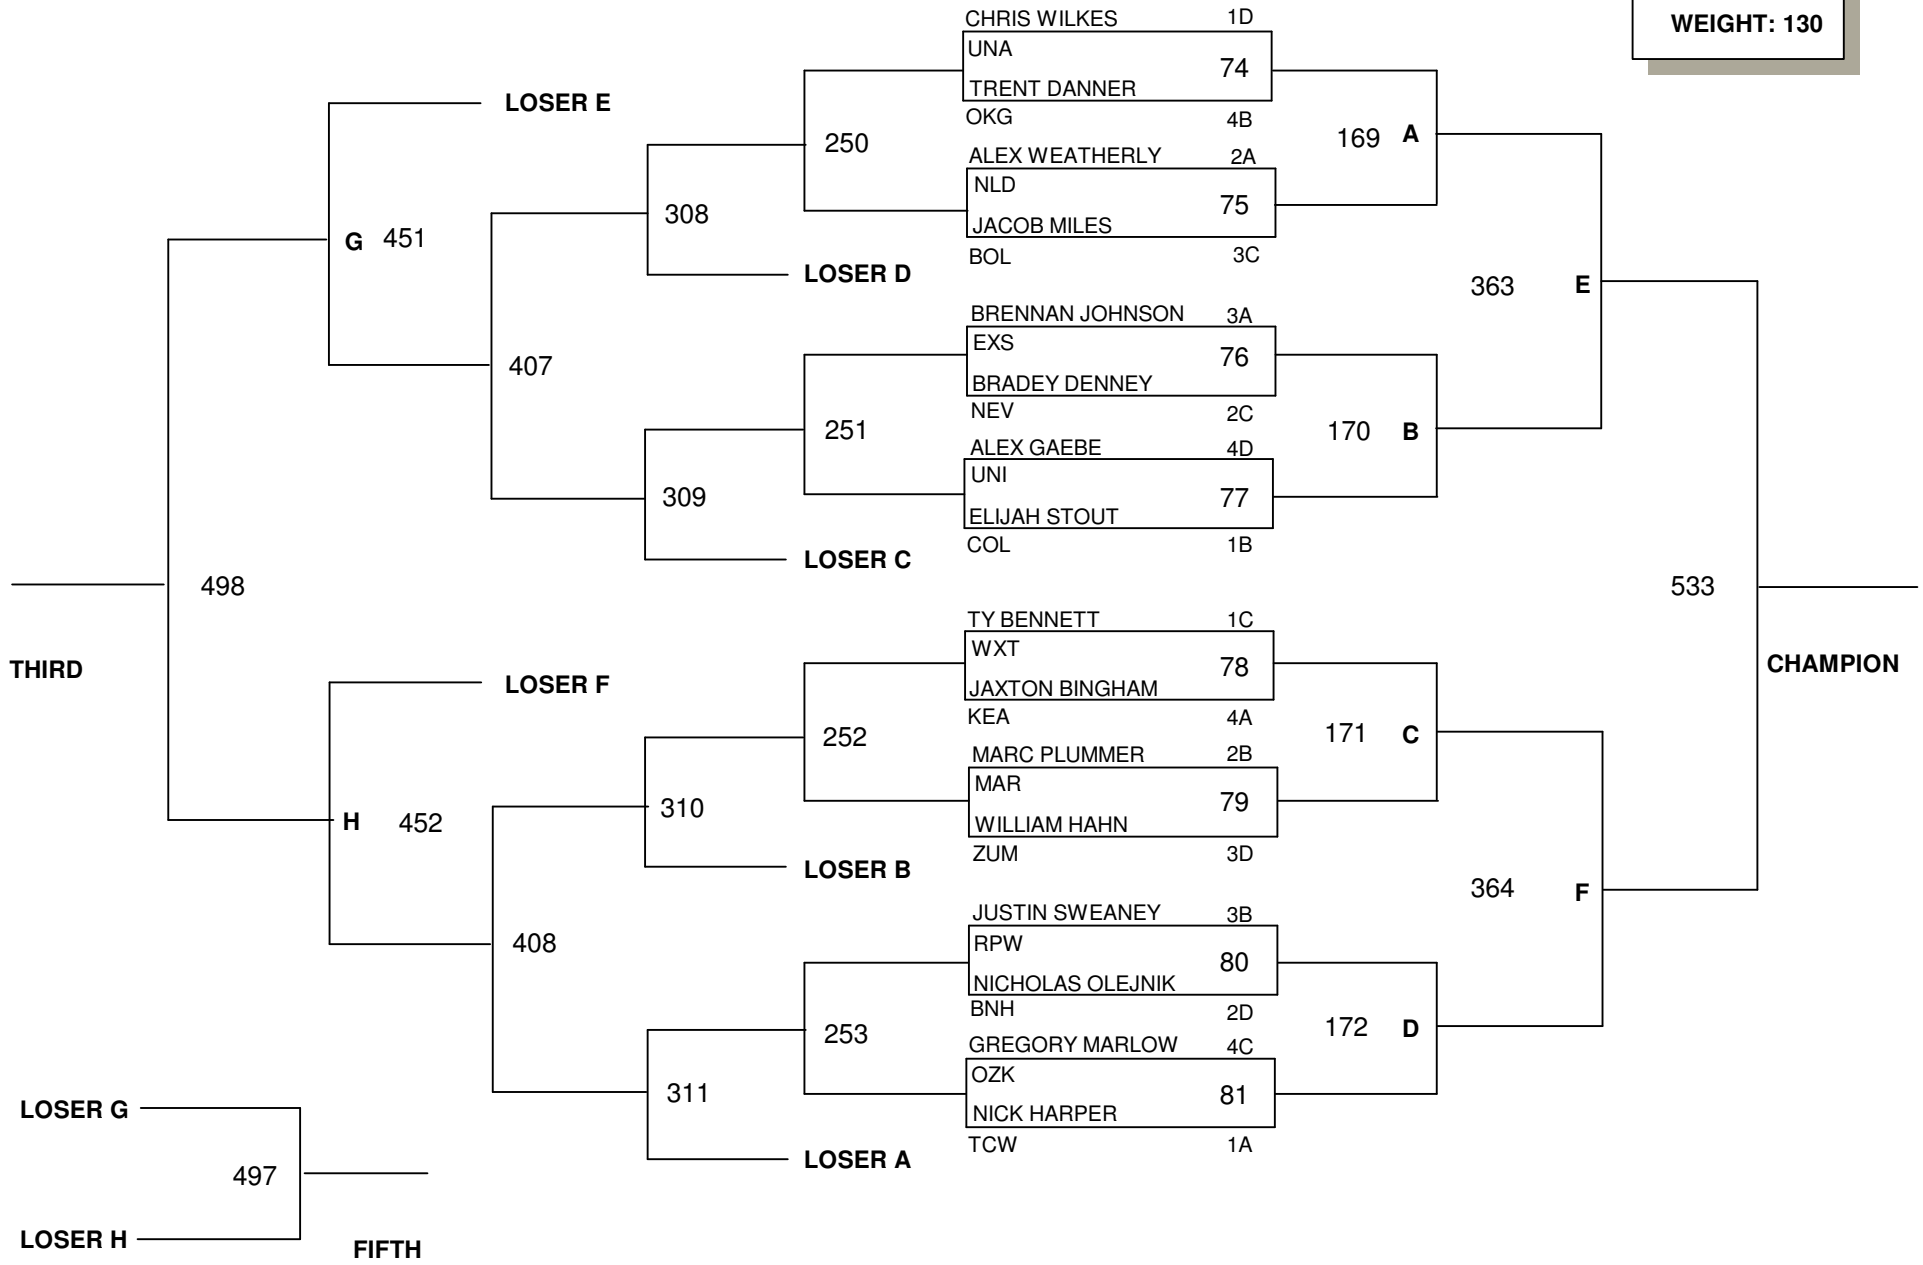 WEIGHT: 130
CHRIS WILKES 1D
UNA
74
TRENT DANNER
OKG 4B
169 A
ALEX WEATHERLY 2A
NLD
75
JACOB MILES
BOL 3C
250
308
LOSER D
LOSER E
G 451
363 E
BRENNAN JOHNSON 3A
EXS
76
BRADEY DENNEY
NEV 2C
170 B
ALEX GAEBE 4D
UNI
77
ELIJAH STOUT
COL 1B
407
251
309
LOSER C
498
THIRD
533
CHAMPION
TY BENNETT 1C
WXT
78
JAXTON BINGHAM
KEA 4A
171 C
MARC PLUMMER 2B
MAR
79
WILLIAM HAHN
ZUM 3D
LOSER F
252
310
LOSER B
H 452
364 F
JUSTIN SWEANEY 3B
RPW
80
NICHOLAS OLEJNIK
BNH 2D
172 D
GREGORY MARLOW 4C
OZK
81
NICK HARPER
TCW 1A
408
253
311
LOSER A
LOSER G
497
LOSER H
FIFTH